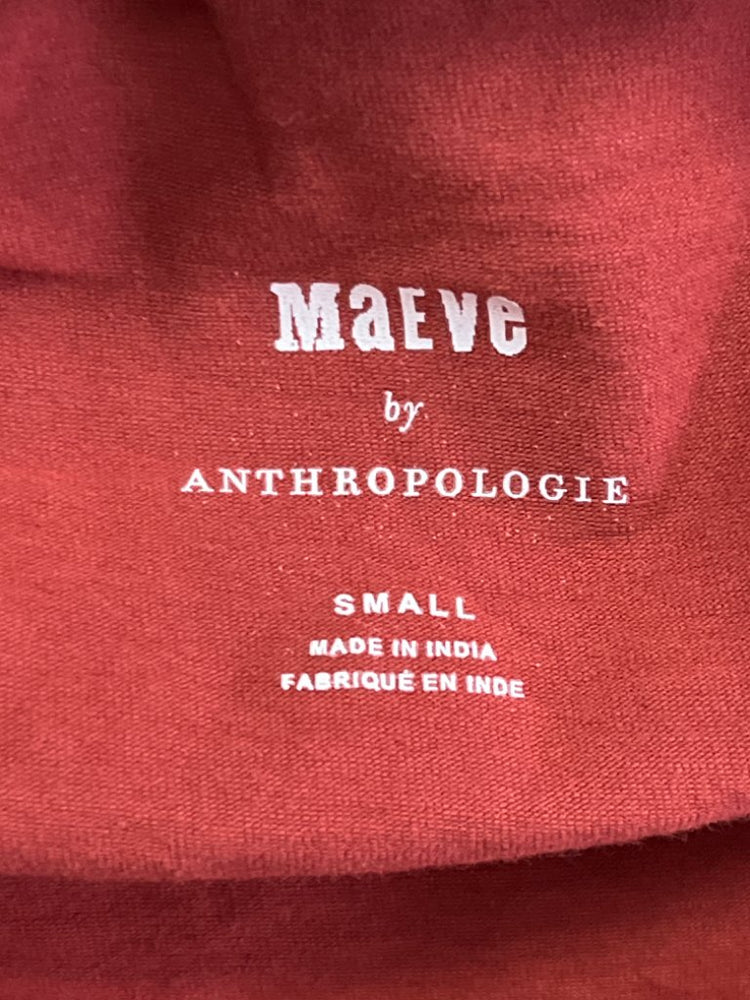 MaEve
by
ANTHROPOLOGIE
SMALL
MADE IN INDIA
FABRIQUÉ EN INDE